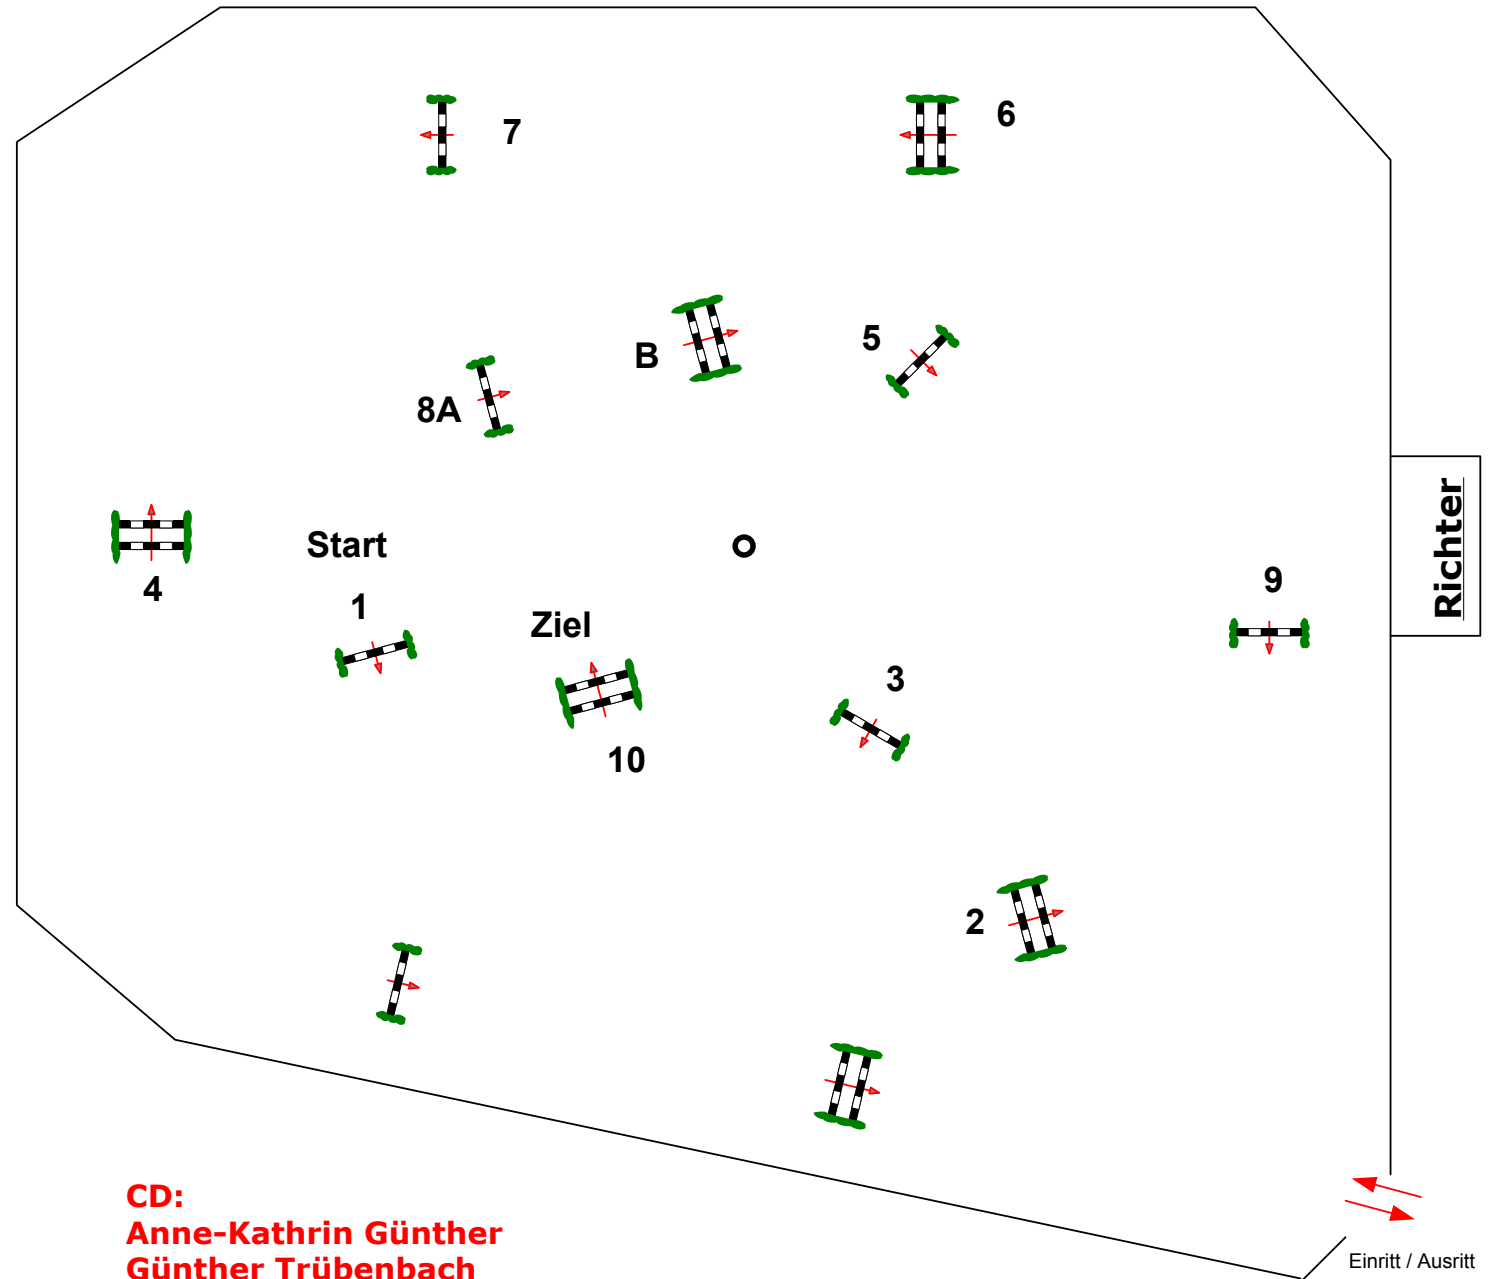 7
6
5
B
8A
Richter
Start
4
9
1
Ziel
3
10
2
CD:
Anne-Kathrin Günther
Günther Trübenbach
Einritt / Ausritt